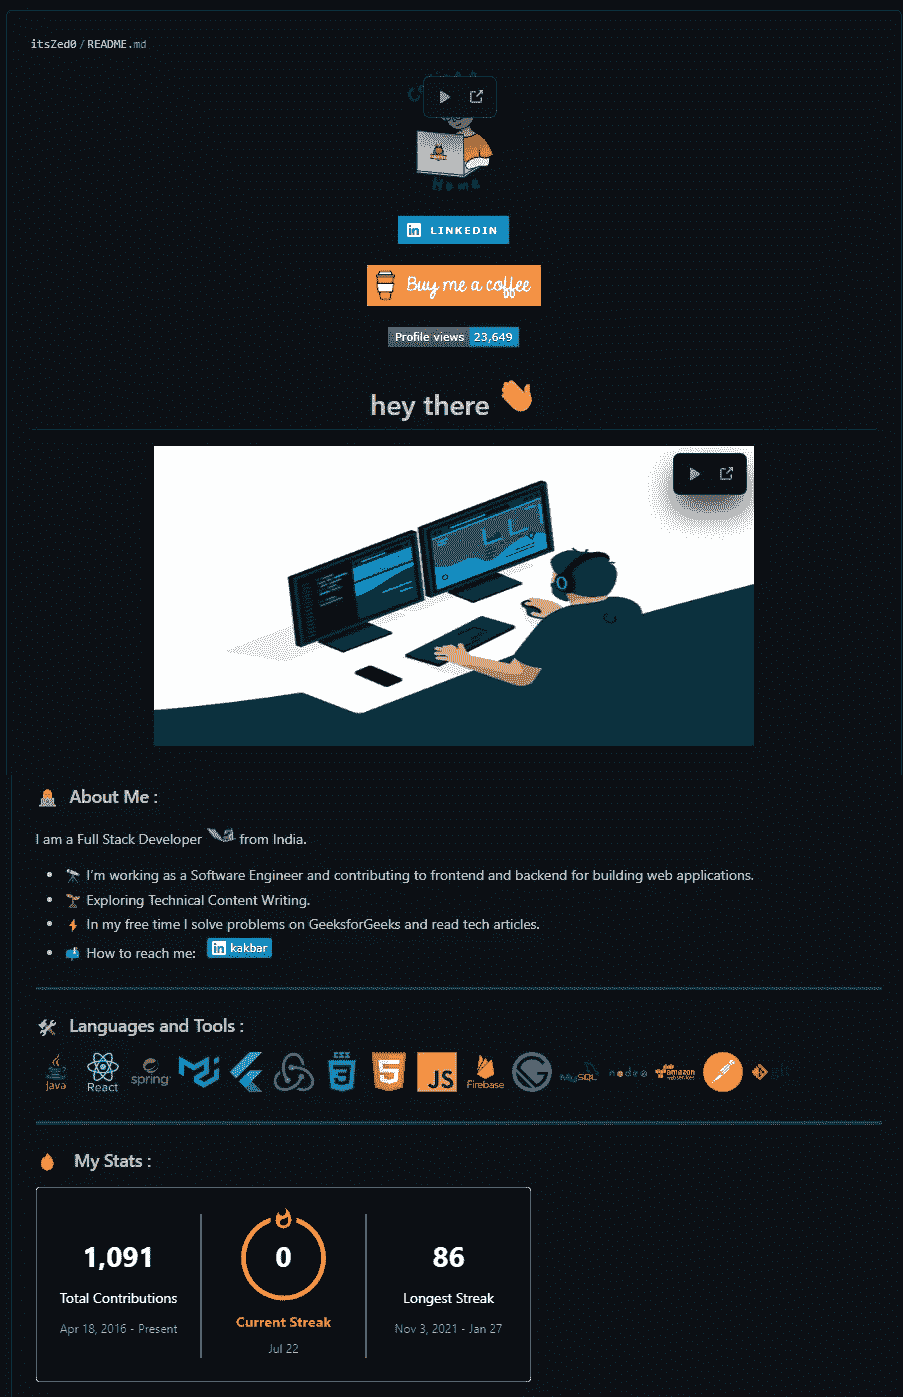 itsZed0/README.md
Home
LINKEDIN
Buy me a coffee
Profile views 23,649
hey there
About Me :
I am a Full Stack Developer from India.
I'm working as a Software Engineer and contributing to frontend and backend for building web applications.
Exploring Technical Content Writing.
In my free time I solve problems on GeeksforGeeks and read tech articles.
How to reach me: in kakbar
Languages and Tools :
java React spring CSS 3 5 JS Firebase MySQL node amazon web services git
My Stats :
1,091 0 86
Total Contributions Current Streak Longest Streak
Apr 18, 2016 - Present Jul 22 Nov 3, 2021 - Jan 27